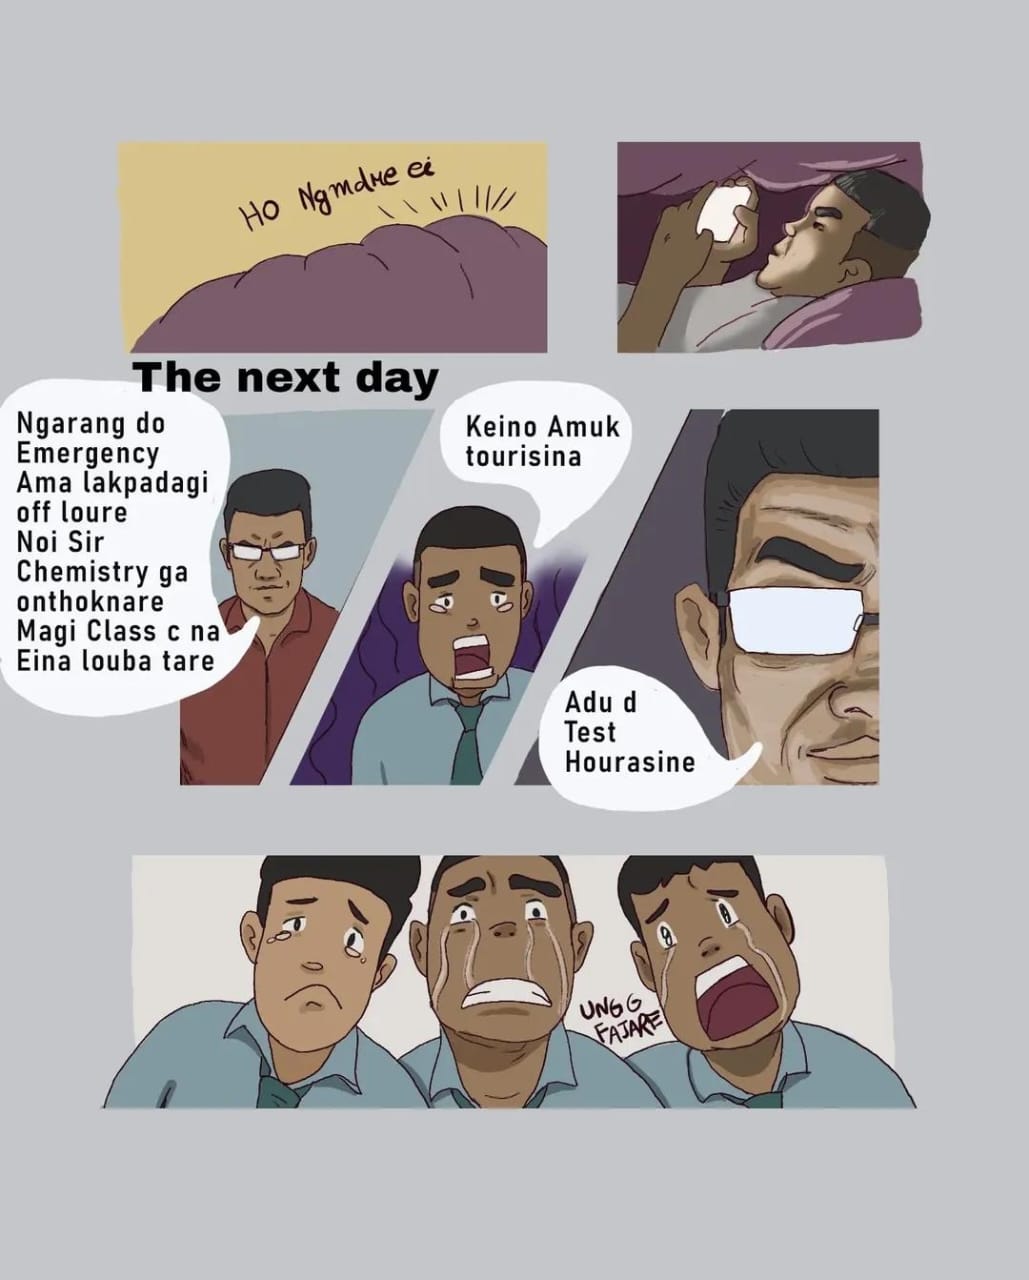 Ho Ngmdre ei
The next day
Ngarang do
Emergency
Ama lakpadagi
off loure
Noi Sir
Chemistry ga
onthoknare
Magi Class c na
Eina louba tare
Keino Amuk
tourisina
Adu d
Test
Hourasine
UNGG
FAJARE